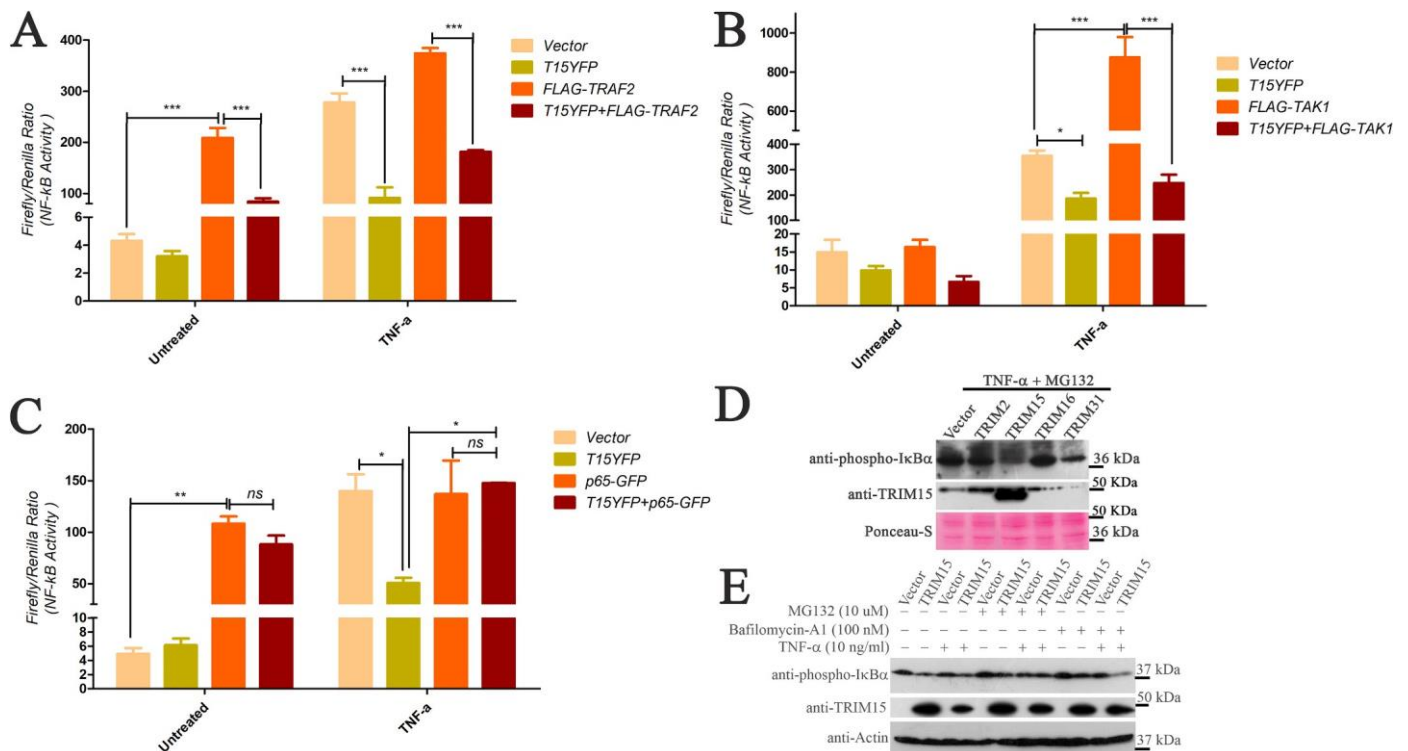 A
Firefly/Renilla Ratio
(NF-kB Activity )
400
300
200
100
80
6
4
2
0
***
***
***
***
Untreated
TNF-a
Vector
T15YFP
FLAG-TRAF2
T15YFP+FLAG-TRAF2
B
Firefly/Renilla Ratio
(NF-kB Activity )
1000
800
600
500
400
300
200
100
20
15
10
5
0
***
***
*
Untreated
TNF-a
Vector
T15YFP
FLAG-TAK1
T15YFP+FLAG-TAK1
C
Firefly/Renilla Ratio
(NF-kB Activity )
200
150
100
50
10
8
6
4
2
0
**
ns
*
*
ns
Untreated
TNF-a
Vector
T15YFP
p65-GFP
T15YFP+p65-GFP
D
TNF-α + MG132
Vector TRIM2 TRIM15 TRIM16 TRIM31
anti-phospho-IκBα 36 kDa
anti-TRIM15 50 KDa
50 KDa
Ponceau-S 36 kDa
E
Vector TRIM15 Vector TRIM15 Vector TRIM15 Vector TRIM15 Vector TRIM15 Vector TRIM15
MG132 (10 uM) − − − − + + + + − − − −
Bafilomycin-A1 (100 nM) − − − − − − − − + + + +
TNF-α (10 ng/ml) − − + + − − + + − − + +
anti-phospho-IκBα 37 kDa
anti-TRIM15 50 kDa
anti-Actin 37 kDa